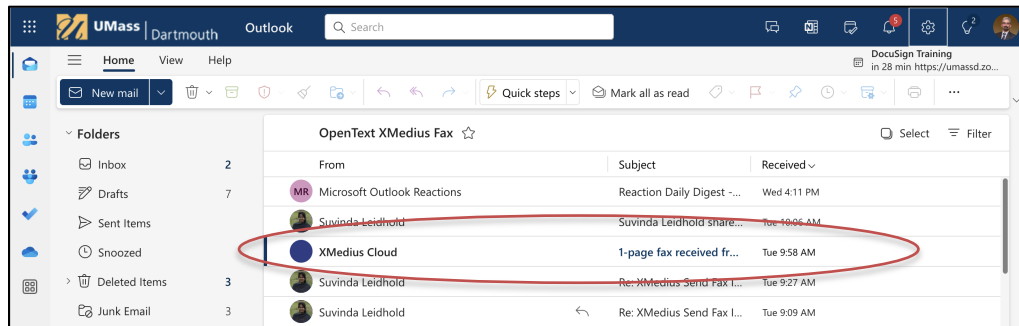 UMass Dartmouth Outlook Search 5 2
Home View Help DocuSign Training
in 28 min https://umassd.zo...
New mail Quick steps Mark all as read ...
Folders OpenText XMedius Fax Select Filter
Inbox 2 From Subject Received
Drafts 7 MR Microsoft Outlook Reactions Reaction Daily Digest -... Wed 4:11 PM
Sent Items Suvinda Leidhold Suvinda Leidhold share... Tue 10:06 AM
Snoozed XMedius Cloud 1-page fax received fr... Tue 9:58 AM
Deleted Items 3 Suvinda Leidhold Re: XMedius Send Fax I... Tue 9:27 AM
Junk Email 3 Suvinda Leidhold Re: XMedius Send Fax I... Tue 9:09 AM